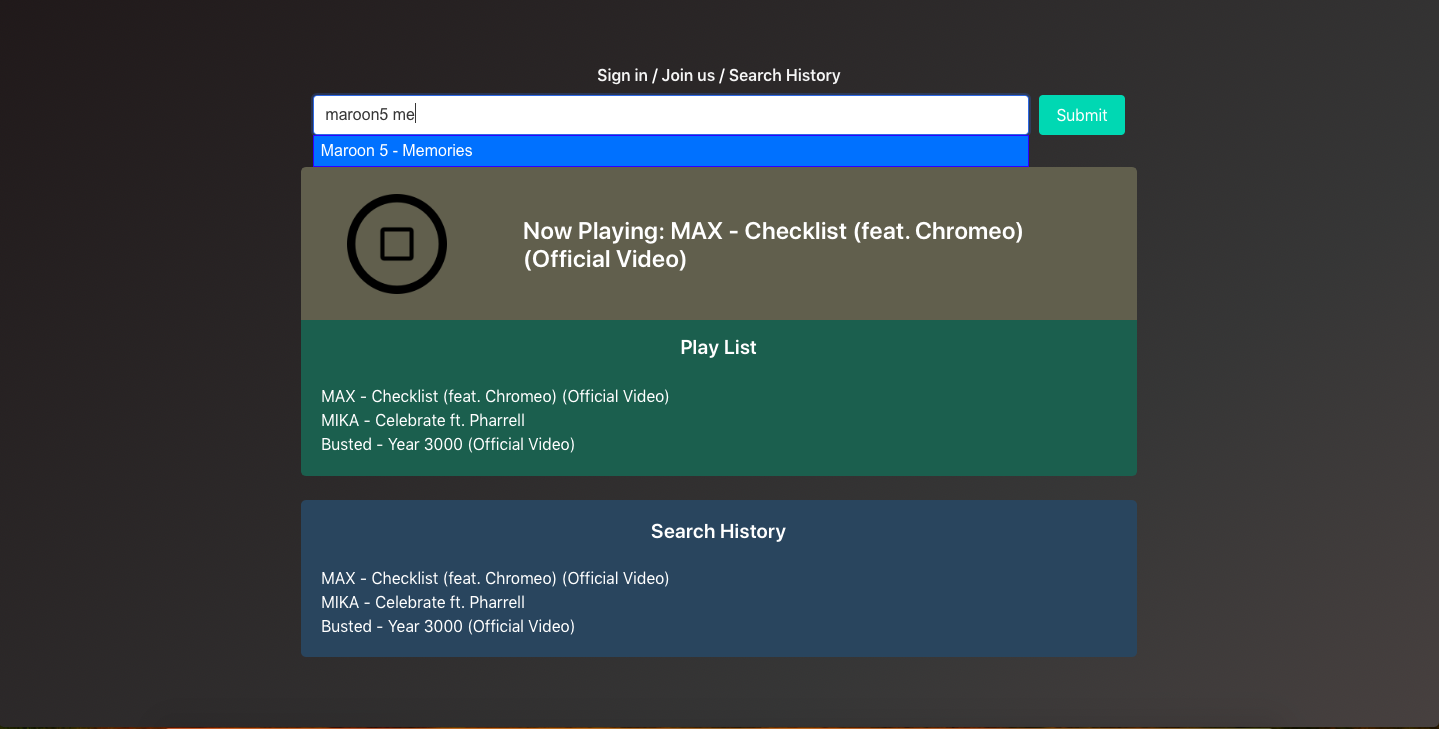 Sign in / Join us / Search History
maroon5 me
Submit
Maroon 5 - Memories
Now Playing: MAX - Checklist (feat. Chromeo)
(Official Video)
Play List
MAX - Checklist (feat. Chromeo) (Official Video)
MIKA - Celebrate ft. Pharrell
Busted - Year 3000 (Official Video)
Search History
MAX - Checklist (feat. Chromeo) (Official Video)
MIKA - Celebrate ft. Pharrell
Busted - Year 3000 (Official Video)